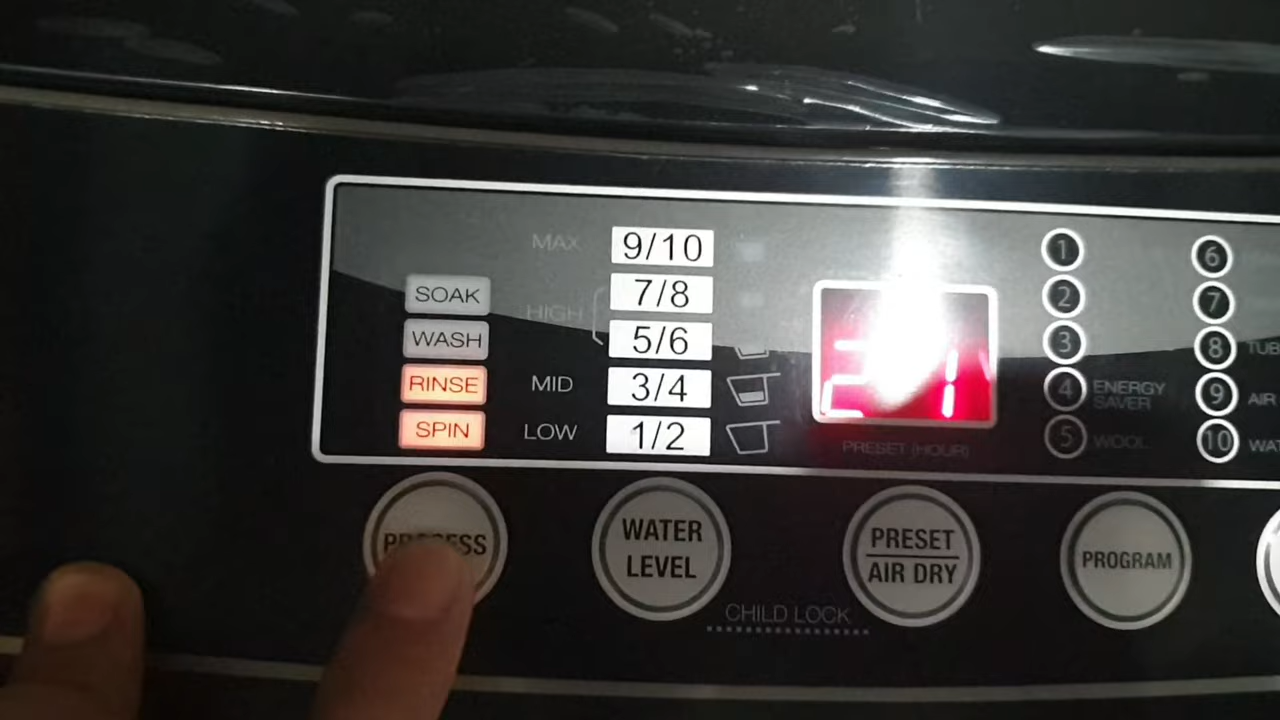 MAX 9/10
SOAK
HIGH 7/8
WASH 5/6
RINSE MID 3/4
SPIN LOW 1/2
21
PRESET (HOUR)
1 6
2 7
3 8
4 ENERGY SAVER 9 AIR
5 WOOL 10
PROCESS
WATER
LEVEL
PRESET
AIR DRY
PROGRAM
CHILD LOCK